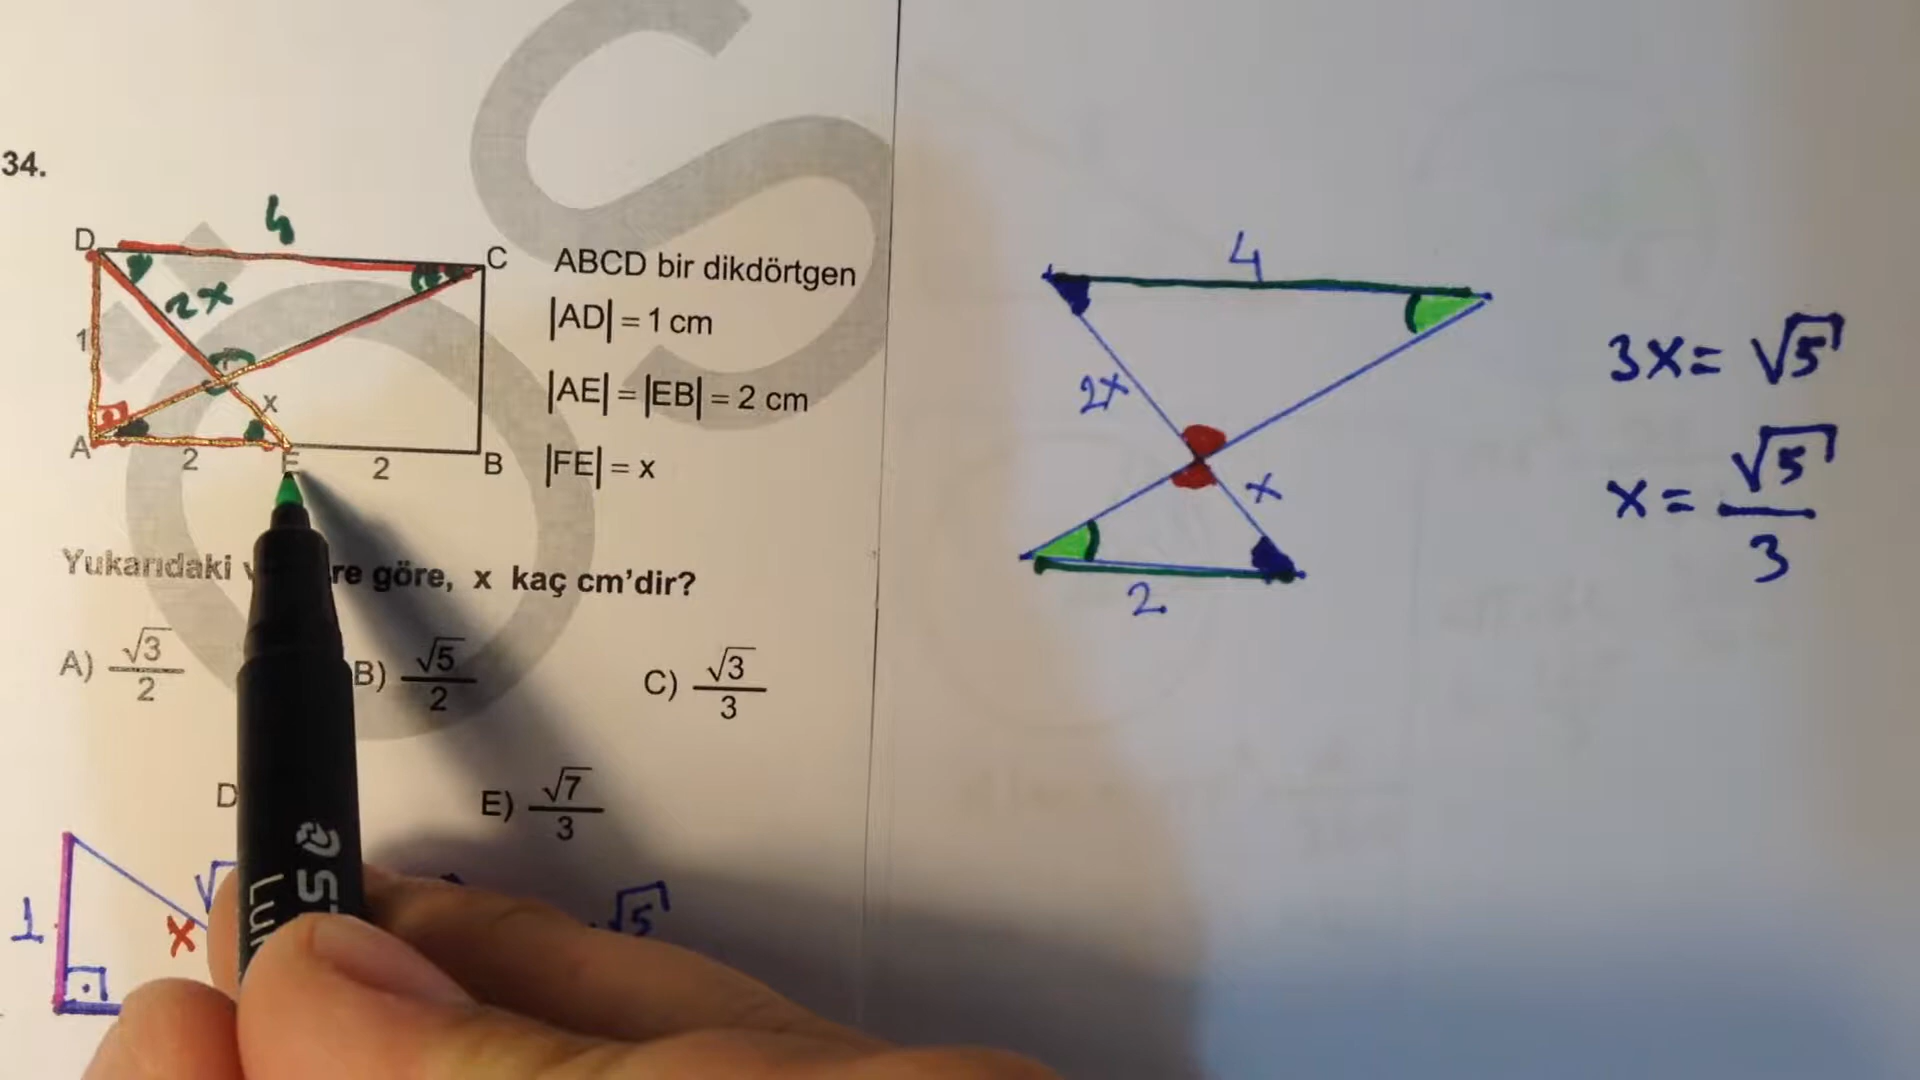 34.
4
D
C
2x
1
F
x
A
2
E
2
B
ABCD bir dikdörtgen
|AD| = 1 cm
|AE| = |EB| = 2 cm
|FE| = x
Yukarıdaki göre, x kaç cm'dir?
A) √3/2
B) √5/2
C) √3/3
D
E) √7/3
1
x
√5
4
2x
x
2
3x = √5
x = √5/3